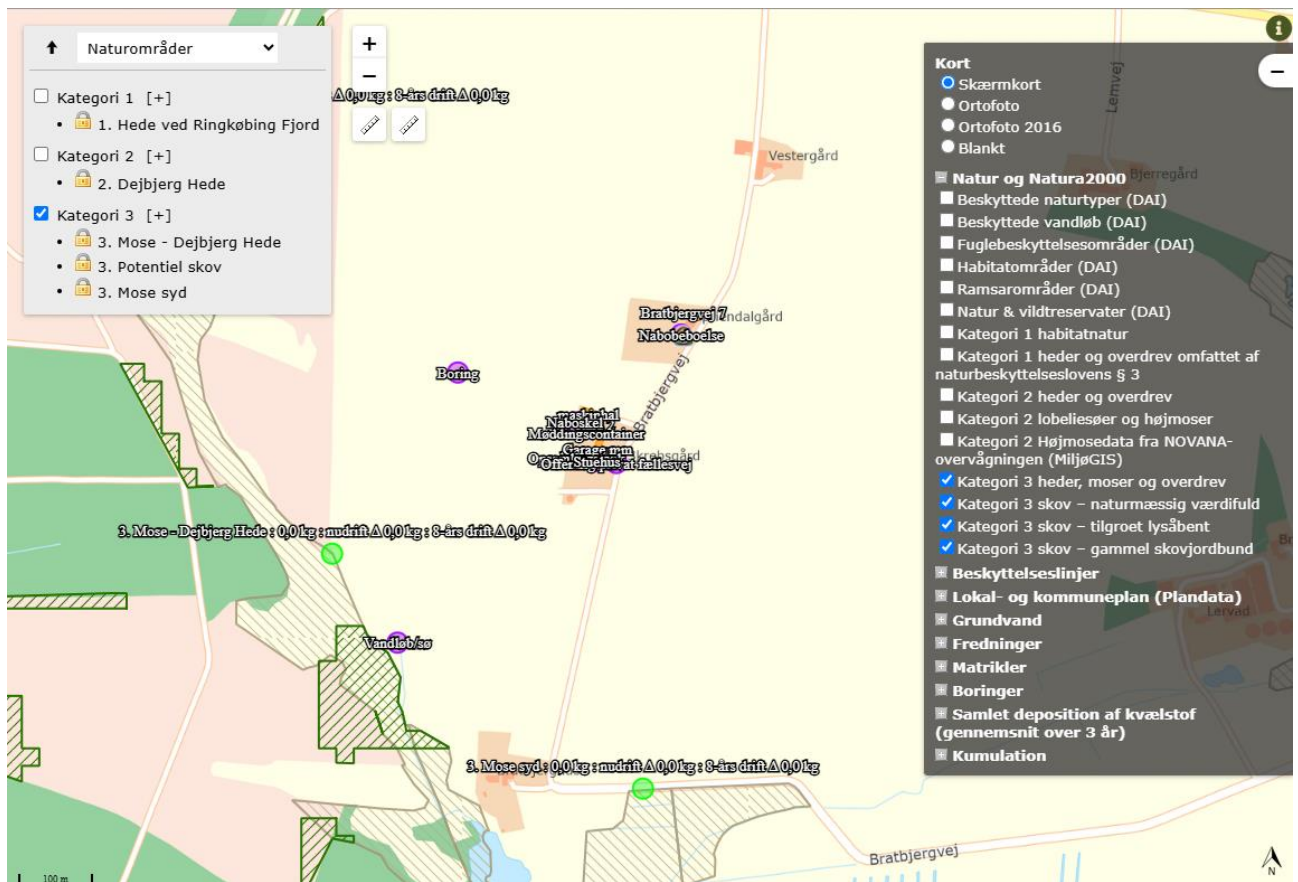 Naturområder
Kategori 1 [+]
1. Hede ved Ringkøbing Fjord
Kategori 2 [+]
2. Dejbjerg Hede
Kategori 3 [+]
3. Mose - Dejbjerg Hede
3. Potentiel skov
3. Mose syd
+
−
Δ 0,0 kg : 8-års drift Δ 0,0 kg
Vestergård
Lemvej
Bjerregård
Bratbjergvej 7
endalgård
Nabobeboelse
Boring
Bratbjergvej
maskinhal
Naboskel 7
Møddingscontainer
Garage mm
krebsgård
Stuehus
at fællesvej
3. Mose - Dejbjerg Hede : 0,0 kg : nudrift Δ 0,0 kg : 8-års drift Δ 0,0 kg
Vandløb/sø
3. Mose syd : 0,0 kg : nudrift Δ 0,0 kg : 8-års drift Δ 0,0 kg
Bratbjergvej
Lervad
100 m
N
i
−
Kort
Skærmkort
Ortofoto
Ortofoto 2016
Blankt
Natur og Natura2000
Beskyttede naturtyper (DAI)
Beskyttede vandløb (DAI)
Fuglebeskyttelsesområder (DAI)
Habitatområder (DAI)
Ramsarområder (DAI)
Natur & vildtreservater (DAI)
Kategori 1 habitatnatur
Kategori 1 heder og overdrev omfattet af
naturbeskyttelseslovens § 3
Kategori 2 heder og overdrev
Kategori 2 lobeliesøer og højmoser
Kategori 2 Højmosedata fra NOVANA-
overvågningen (MiljøGIS)
Kategori 3 heder, moser og overdrev
Kategori 3 skov – naturmæssig værdifuld
Kategori 3 skov – tilgroet lysåbent
Kategori 3 skov – gammel skovjordbund
Beskyttelseslinjer
Lokal- og kommuneplan (Plandata)
Grundvand
Fredninger
Matrikler
Boringer
Samlet deposition af kvælstof
(gennemsnit over 3 år)
Kumulation